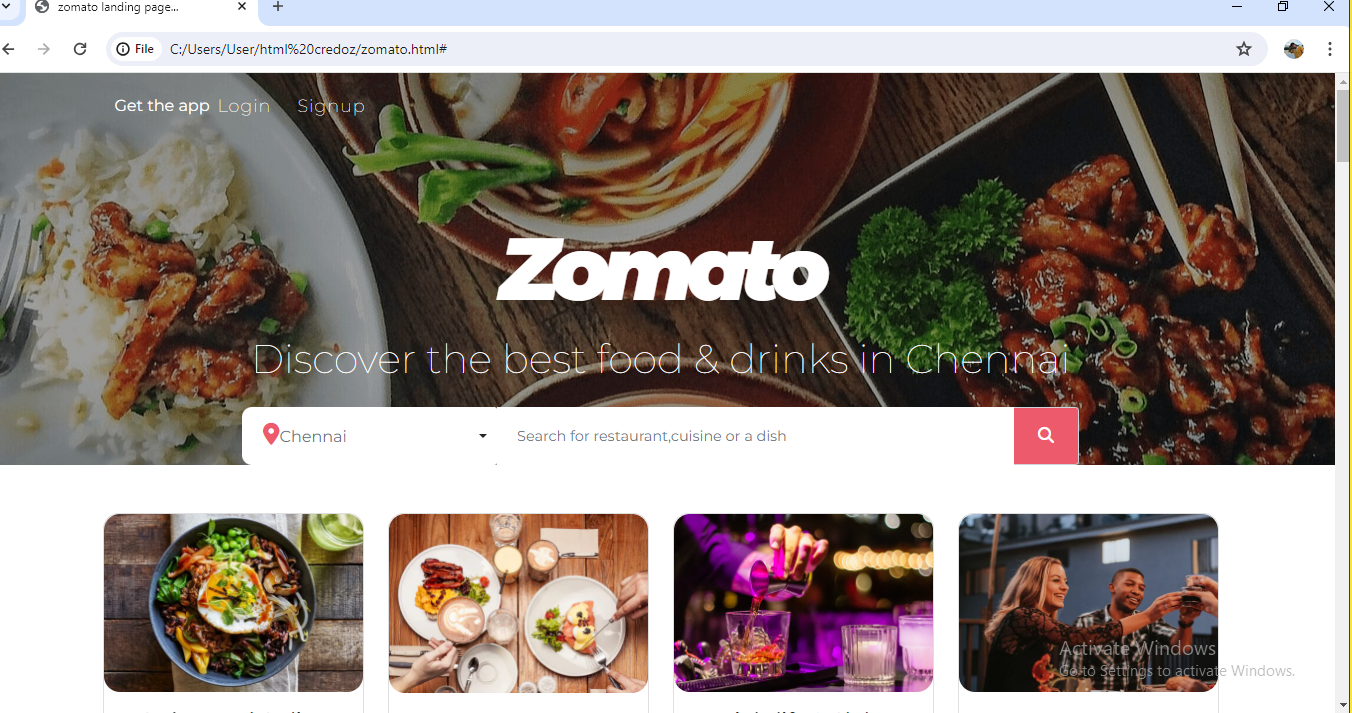 zomato landing page...
File
C:/Users/User/html%20credoz/zomato.html#
Get the app Login Signup
Zomato
Discover the best food & drinks in Chennai
Chennai
Search for restaurant,cuisine or a dish
Activate Windows
Go to Settings to activate Windows.